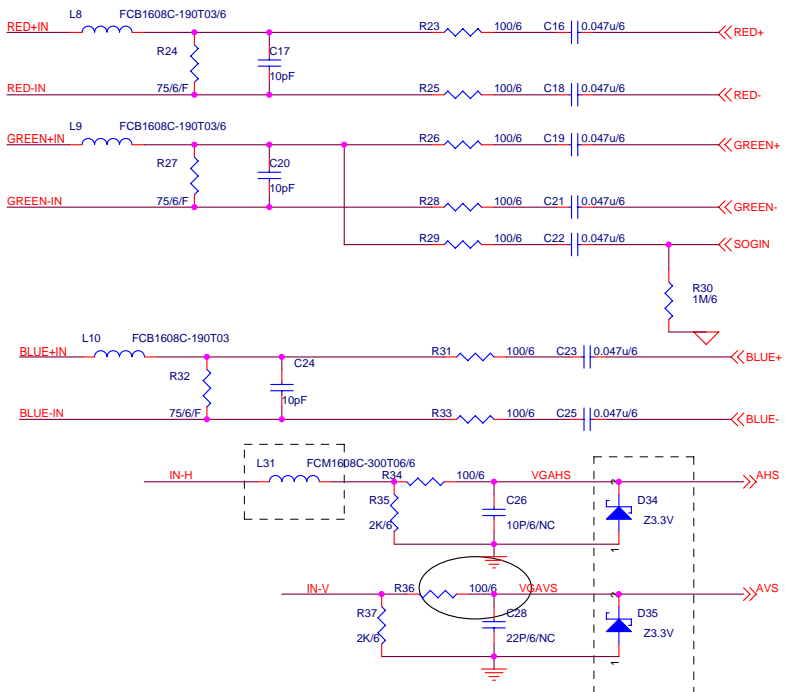 L8 FCB1608C-190T03/6
RED+IN R23 100/6 C16 0.047u/6 RED+
R24 C17
10pF
RED-IN 75/6/F R25 100/6 C18 0.047u/6 RED-
L9 FCB1608C-190T03/6
GREEN+IN R26 100/6 C19 0.047u/6 GREEN+
R27 C20
10pF
GREEN-IN 75/6/F R28 100/6 C21 0.047u/6 GREEN-
R29 100/6 C22 0.047u/6 SOGIN
R30
1M/6
L10 FCB1608C-190T03
BLUE+IN R31 100/6 C23 0.047u/6 BLUE+
R32 C24
10pF
BLUE-IN 75/6/F R33 100/6 C25 0.047u/6 BLUE-
L31 FCM1608C-300T06/6
IN-H R34 100/6 VGAHS 2 AHS
R35 C26 D34
2K/6 10P/6/NC Z3.3V
1
IN-V R36 100/6 VGAVS 2 AVS
R37 C28 D35
2K/6 22P/6/NC Z3.3V
1